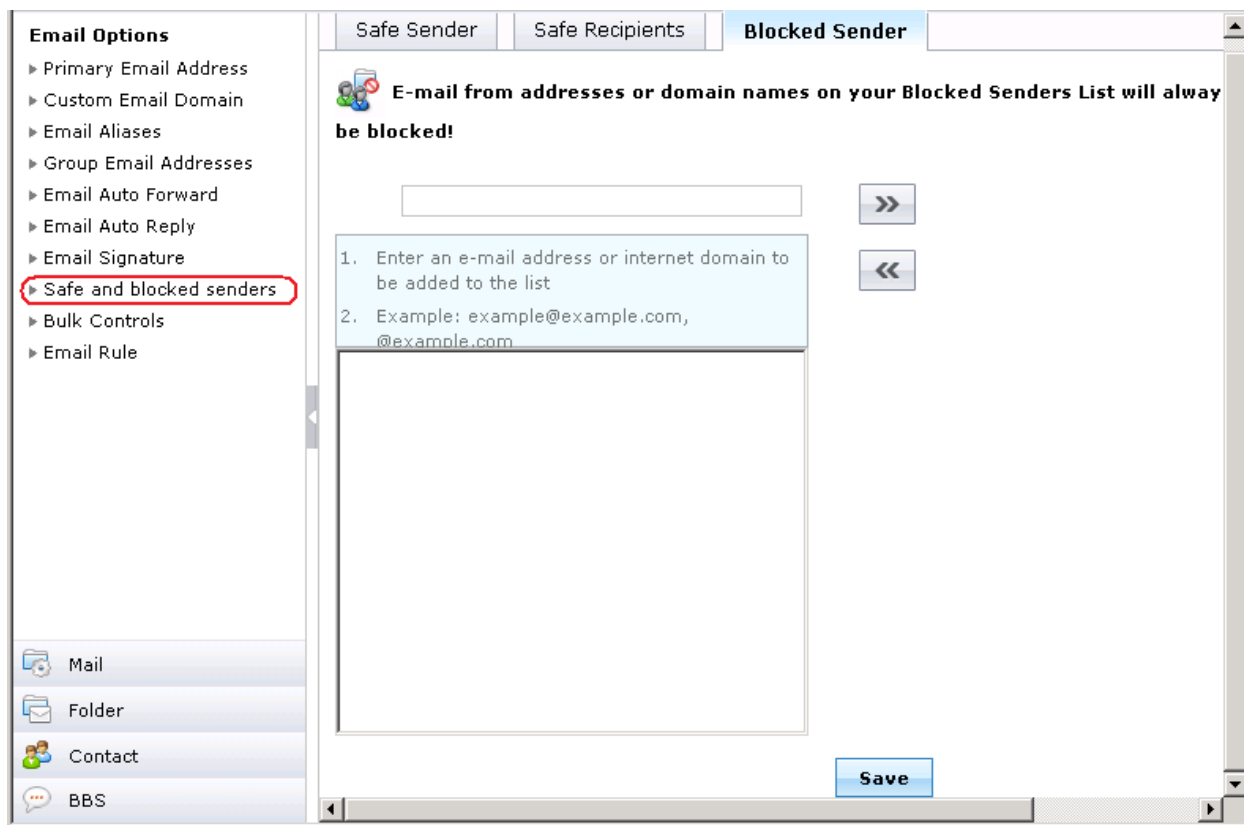 Email Options
Primary Email Address
Custom Email Domain
Email Aliases
Group Email Addresses
Email Auto Forward
Email Auto Reply
Email Signature
Safe and blocked senders
Bulk Controls
Email Rule
Mail
Folder
Contact
BBS
Safe Sender
Safe Recipients
Blocked Sender
E-mail from addresses or domain names on your Blocked Senders List will alway
be blocked!
>>
1. Enter an e-mail address or internet domain to
be added to the list
<<
2. Example: example@example.com,
@example.com
Save